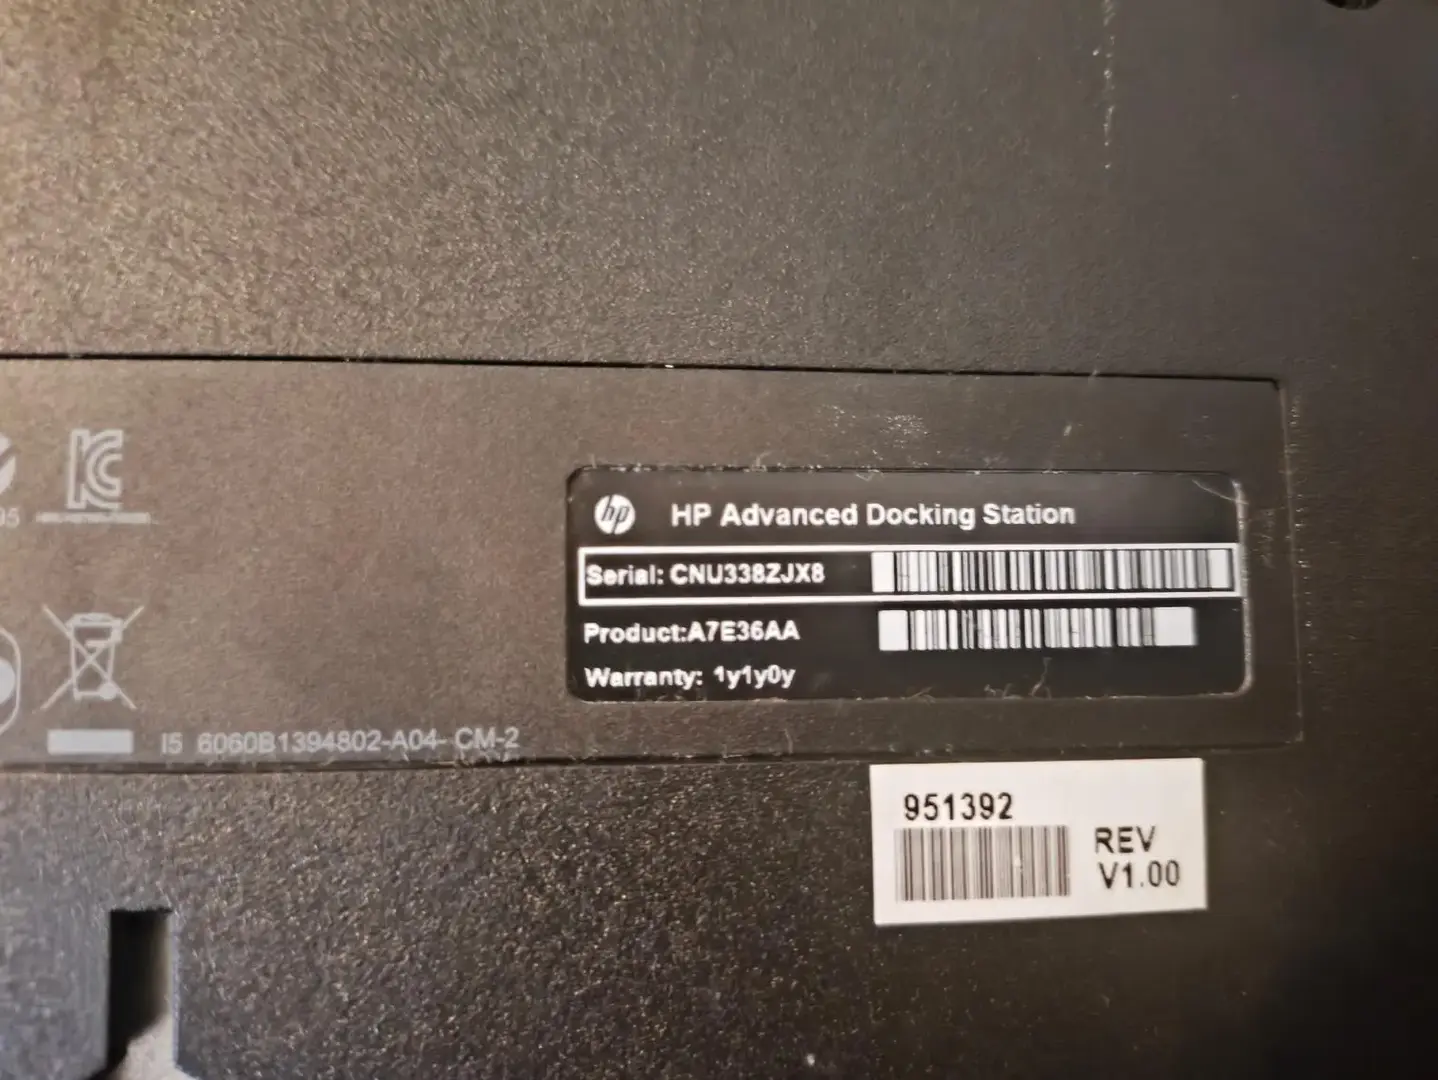 hp HP Advanced Docking Station
Serial: CNU338ZJX8
Product:A7E36AA
Warranty: 1y1y0y
I5 6060B1394802-A04 CM-2
951392
REV
V1.00